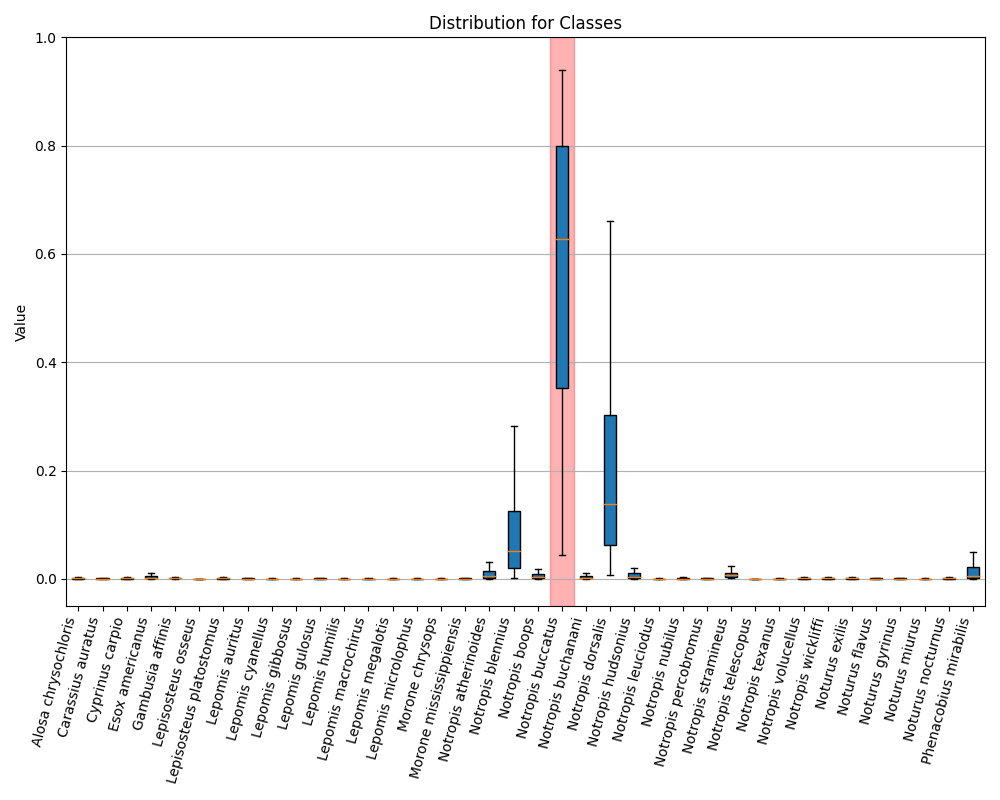 Distribution for Classes
Value
1.0
0.8
0.6
0.4
0.2
0.0
Alosa chrysochloris
Carassius auratus
Cyprinus carpio
Esox americanus
Gambusia affinis
Lepisosteus osseus
Lepisosteus platostomus
Lepomis auritus
Lepomis cyanellus
Lepomis gibbosus
Lepomis gulosus
Lepomis humilis
Lepomis macrochirus
Lepomis megalotis
Lepomis microlophus
Morone chrysops
Morone mississippiensis
Notropis atherinoides
Notropis blennius
Notropis boops
Notropis buccatus
Notropis buchanani
Notropis dorsalis
Notropis hudsonius
Notropis leuciodus
Notropis nubilus
Notropis percobromus
Notropis stramineus
Notropis telescopus
Notropis texanus
Notropis volucellus
Notropis wickliffi
Noturus exilis
Noturus flavus
Noturus gyrinus
Noturus miurus
Noturus nocturnus
Phenacobius mirabilis